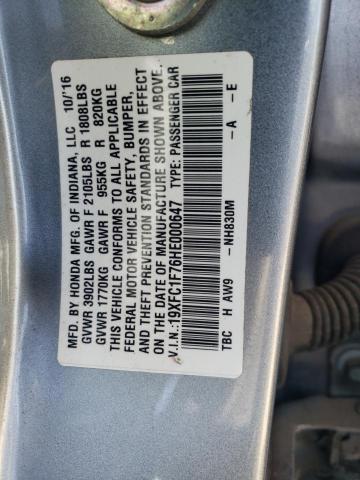 MFD. BY HONDA MFG. OF INDIANA, LLC 10/'16
GVWR 3902LBS GAWR F 2105LBS R 1808LBS
GVWR 1770KG GAWR F 955KG R 820KG
THIS VEHICLE CONFORMS TO ALL APPLICABLE
FEDERAL MOTOR VEHICLE SAFETY, BUMPER,
AND THEFT PREVENTION STANDARDS IN EFFECT
ON THE DATE OF MANUFACTURE SHOWN ABOVE.
V.I.N.:19XFC1F76HE000647 TYPE: PASSENGER CAR
TBC H AW9 -NH830M -A -E